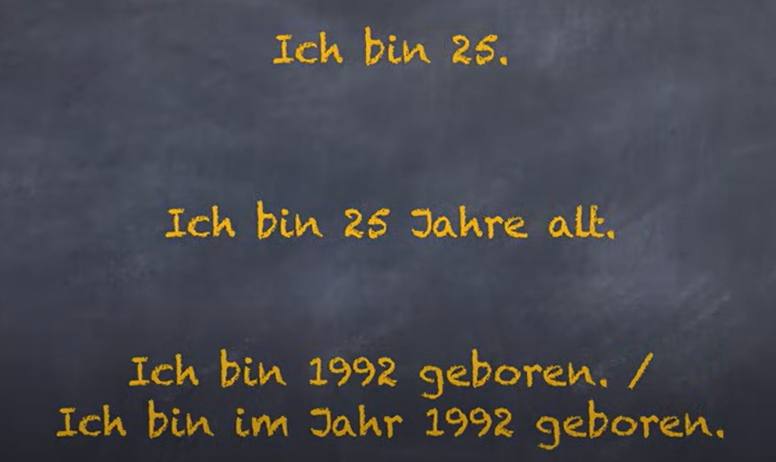 Ich bin 25.
Ich bin 25 Jahre alt.
Ich bin 1992 geboren. /
Ich bin im Jahr 1992 geboren.